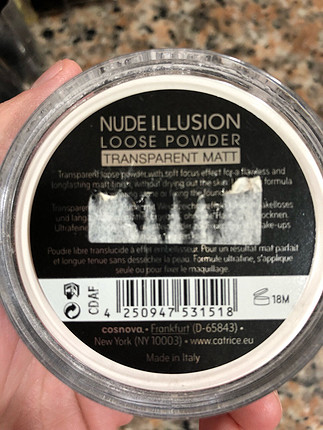 NUDE ILLUSION
LOOSE POWDER
TRANSPARENT MATT
Transparent loose powder with soft focus effect for a flawless and
longlasting matt finish without drying out the skin formula
Poudre libre translucide à effet embellisseur. Pour un résultat mat parfait
et longue tenue sans dessécher la peau. Formule ultrafine, s'applique
seule ou pour fixer le maquillage.
CDAF
4 250947 531518
18M
cosnova • Frankfurt (D-65843) •
New York (NY 10003) • www.catrice.eu
Made in Italy